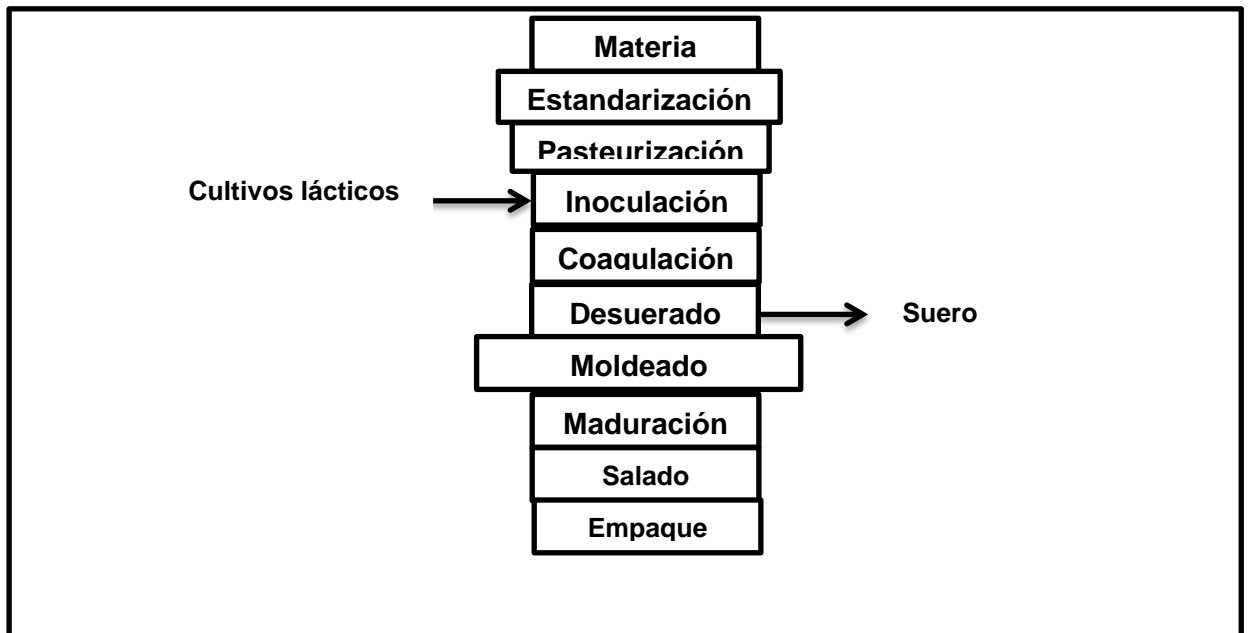 Materia
Estandarización
Pasteurización
Cultivos lácticos
Inoculación
Coagulación
Desuerado
Suero
Moldeado
Maduración
Salado
Empaque